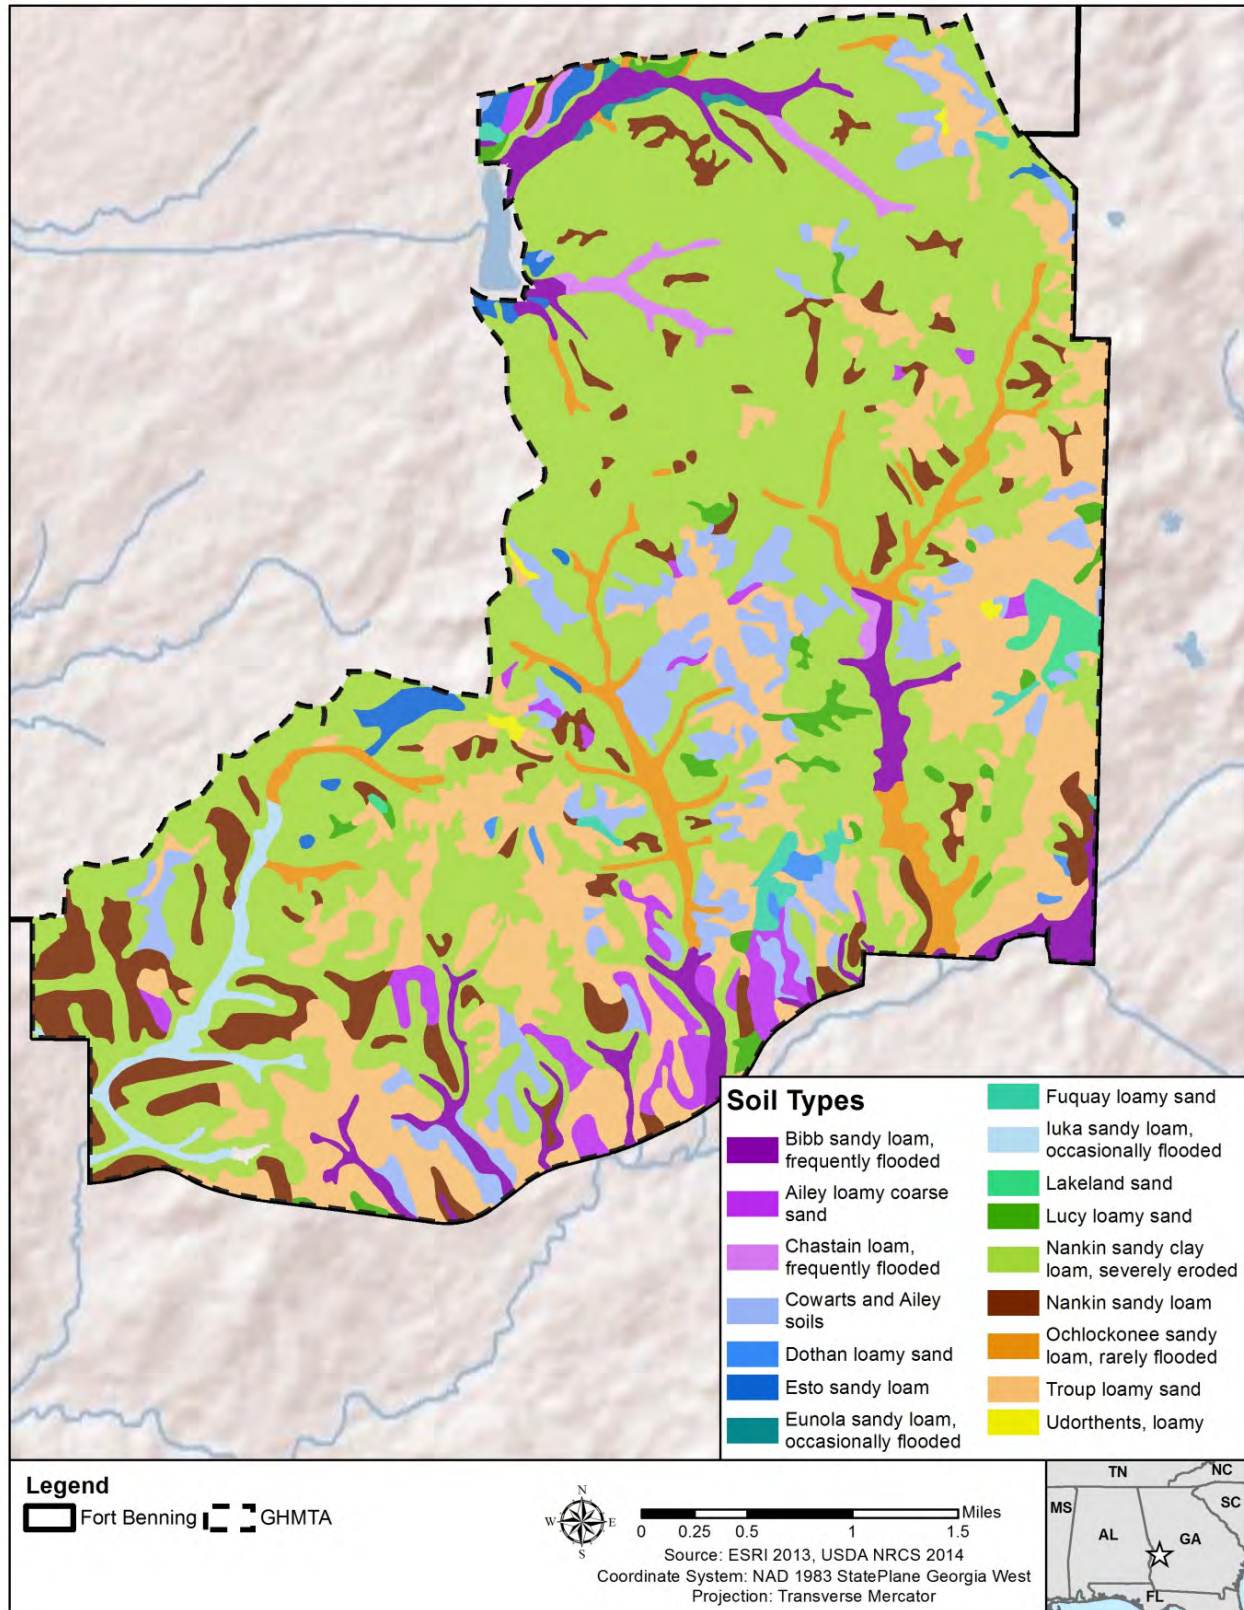 Soil Types
Bibb sandy loam,
frequently flooded
Ailey loamy coarse
sand
Chastain loam,
frequently flooded
Cowarts and Ailey
soils
Dothan loamy sand
Esto sandy loam
Eunola sandy loam,
occasionally flooded
Fuquay loamy sand
Iuka sandy loam,
occasionally flooded
Lakeland sand
Lucy loamy sand
Nankin sandy clay
loam, severely eroded
Nankin sandy loam
Ochlockonee sandy
loam, rarely flooded
Troup loamy sand
Udorthents, loamy
Legend
Fort Benning
GHMTA
N
W
E
S
Miles
0 0.25 0.5 1 1.5
Source: ESRI 2013, USDA NRCS 2014
Coordinate System: NAD 1983 StatePlane Georgia West
Projection: Transverse Mercator
TN
NC
MS
SC
AL
GA
FL